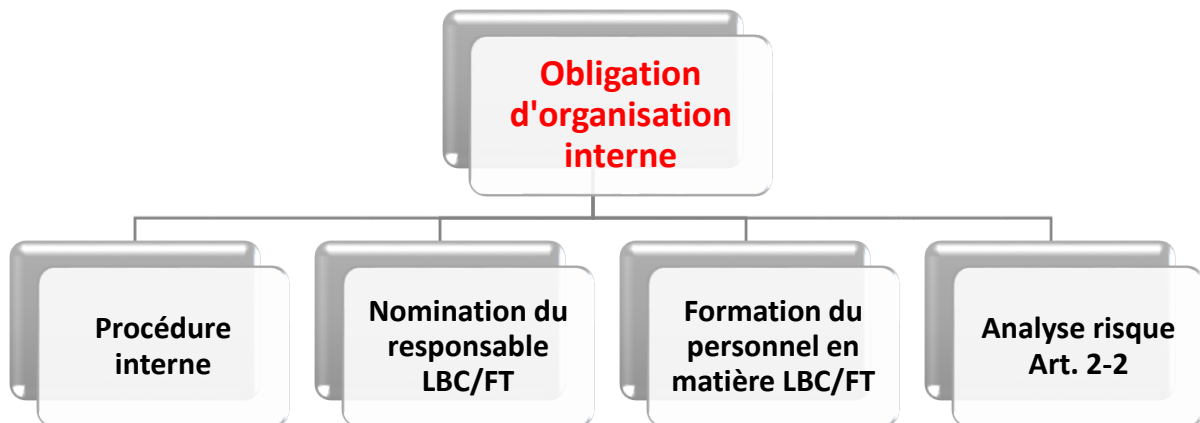 Obligation
d'organisation
interne
Procédure
interne
Nomination du
responsable
LBC/FT
Formation du
personnel en
matière LBC/FT
Analyse risque
Art. 2-2